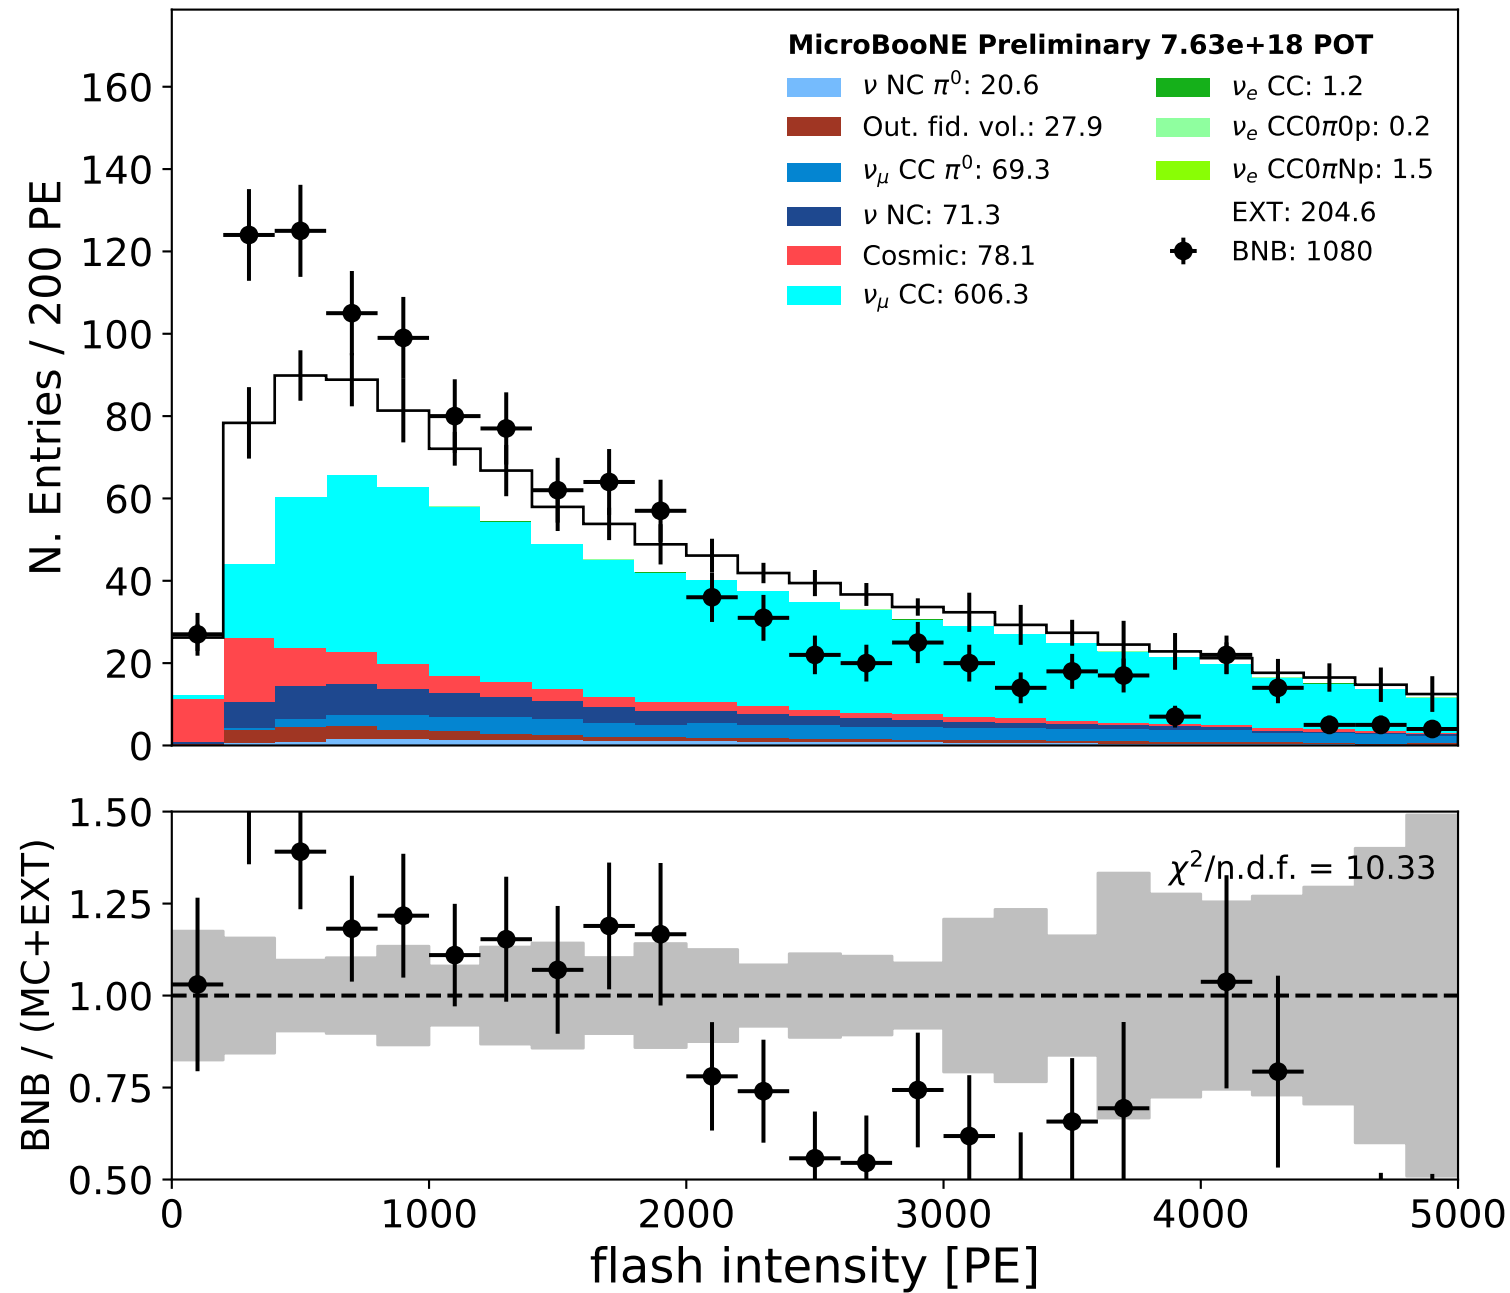 MicroBooNE Preliminary 7.63e+18 POT
ν NC π⁰: 20.6
Out. fid. vol.: 27.9
ν_μ CC π⁰: 69.3
ν NC: 71.3
Cosmic: 78.1
ν_μ CC: 606.3
ν_e CC: 1.2
ν_e CC0π0p: 0.2
ν_e CC0πNp: 1.5
EXT: 204.6
BNB: 1080
N. Entries / 200 PE
160
140
120
100
80
60
40
20
0
BNB / (MC+EXT)
1.50
1.25
1.00
0.75
0.50
χ²/n.d.f. = 10.33
0 1000 2000 3000 4000 5000
flash intensity [PE]